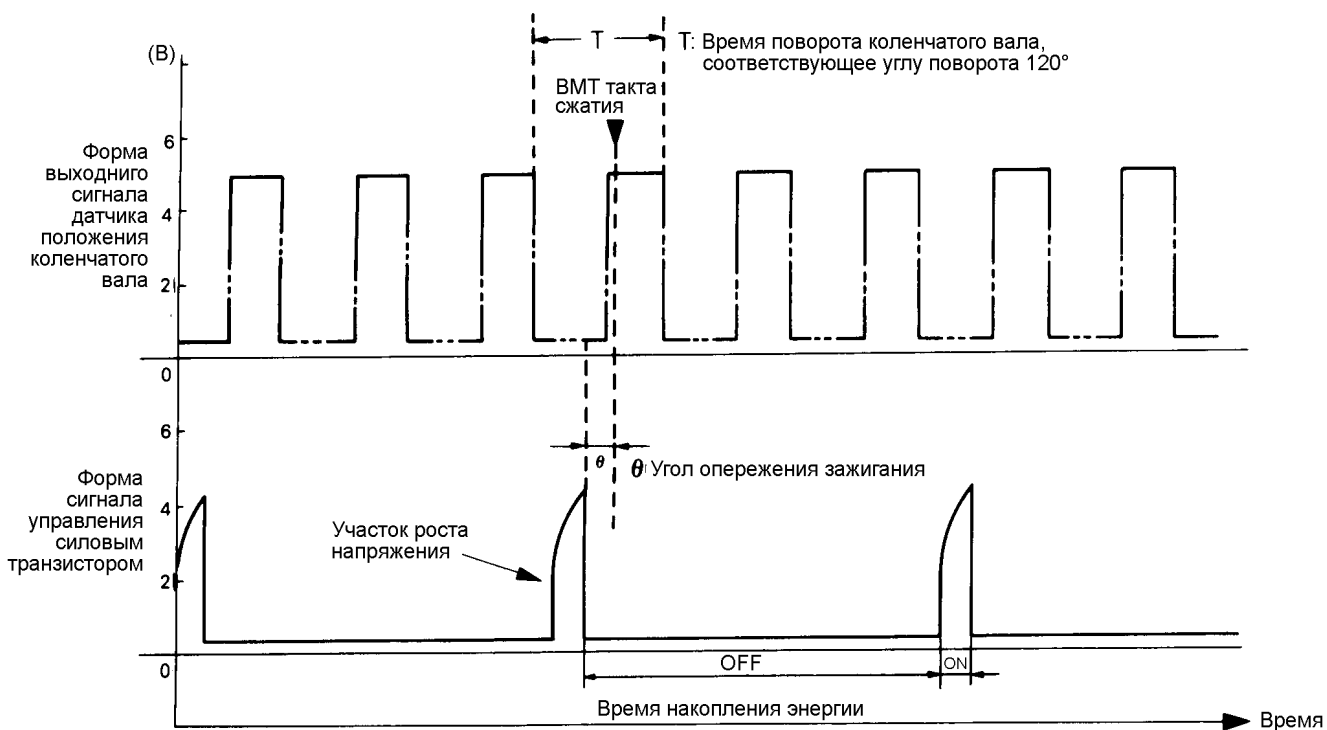 (В)
T
T: Время поворота коленчатого вала,
соответствующее углу поворота 120°
ВМТ такта
сжатия
6
4
2
0
Форма
выходниго
сигнала
датчика
положения
коленчатого
вала
θ
θ Угол опережения зажигания
6
4
2
0
Форма
сигнала
управления
силовым
транзистором
Участок роста
напряжения
OFF
ON
Время накопления энергии
Время